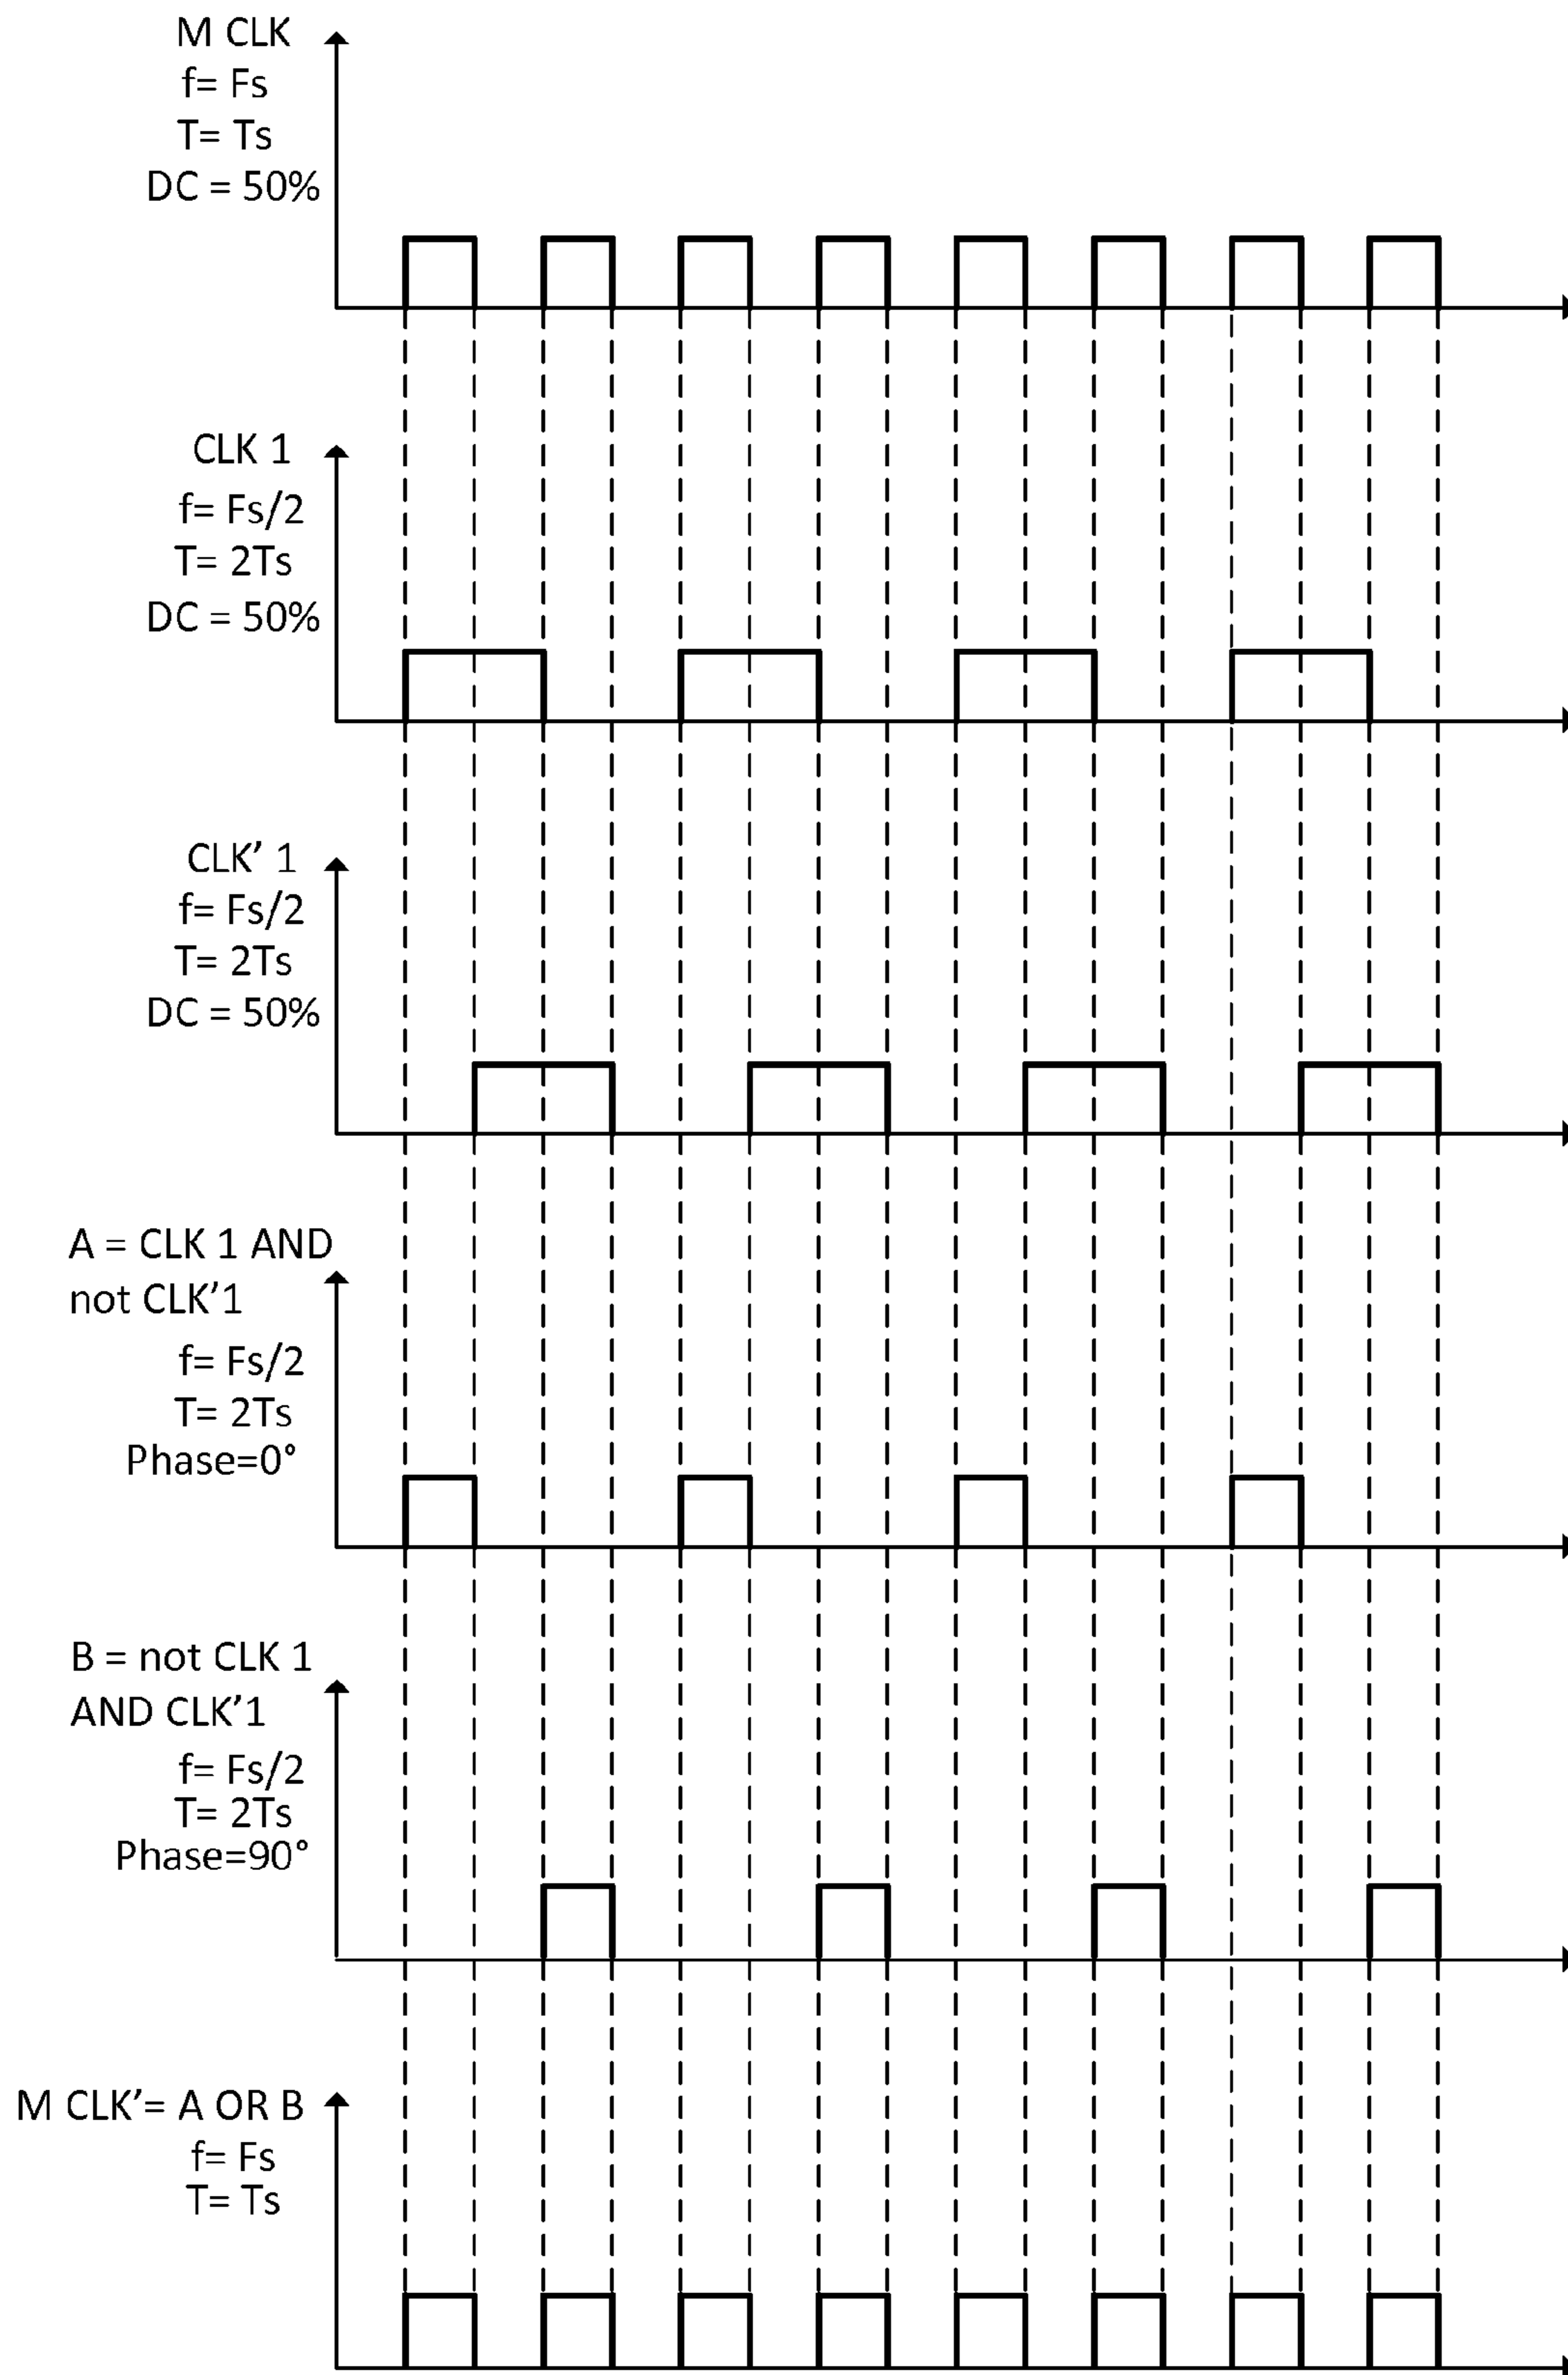 M CLK
f= Fs
T= Ts
DC = 50%
CLK 1
f= Fs/2
T= 2Ts
DC = 50%
CLK’ 1
f= Fs/2
T= 2Ts
DC = 50%
A = CLK 1 AND
not CLK’1
f= Fs/2
T= 2Ts
Phase=0°
B = not CLK 1
AND CLK’1
f= Fs/2
T= 2Ts
Phase=90°
M CLK’= A OR B
f= Fs
T= Ts